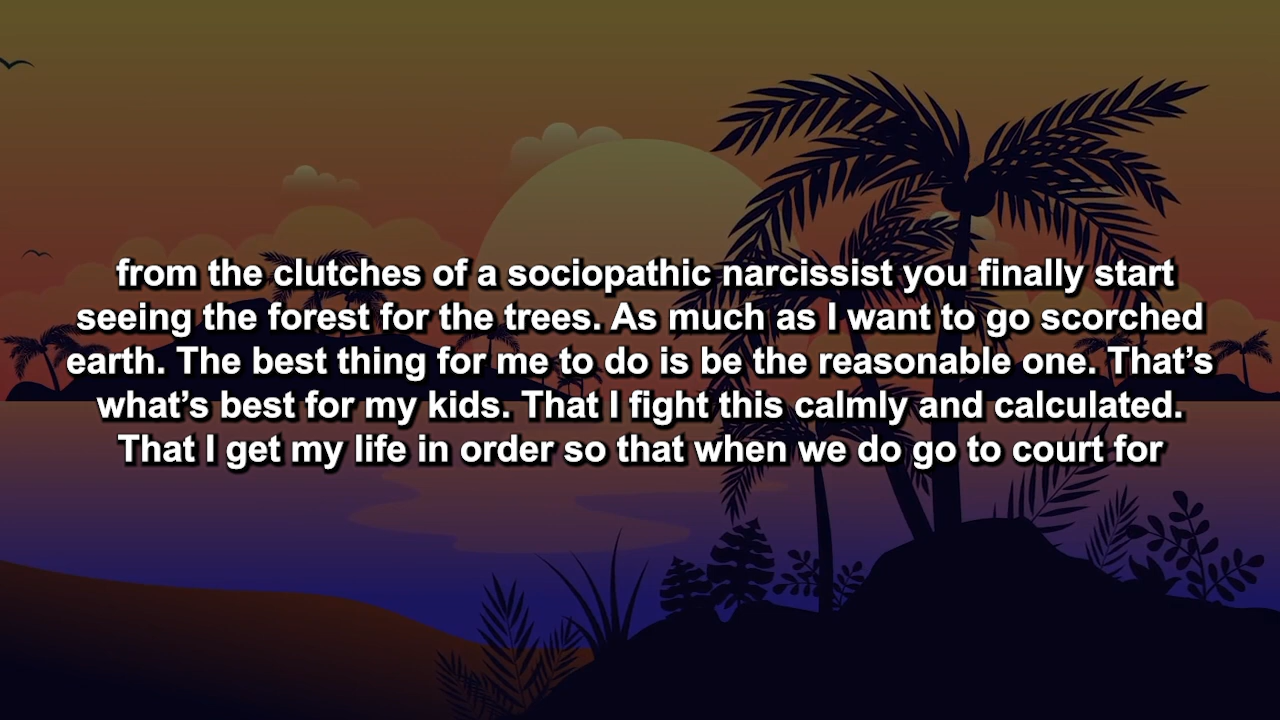 from the clutches of a sociopathic narcissist you finally start
seeing the forest for the trees. As much as I want to go scorched
earth. The best thing for me to do is be the reasonable one. That’s
what’s best for my kids. That I fight this calmly and calculated.
That I get my life in order so that when we do go to court for